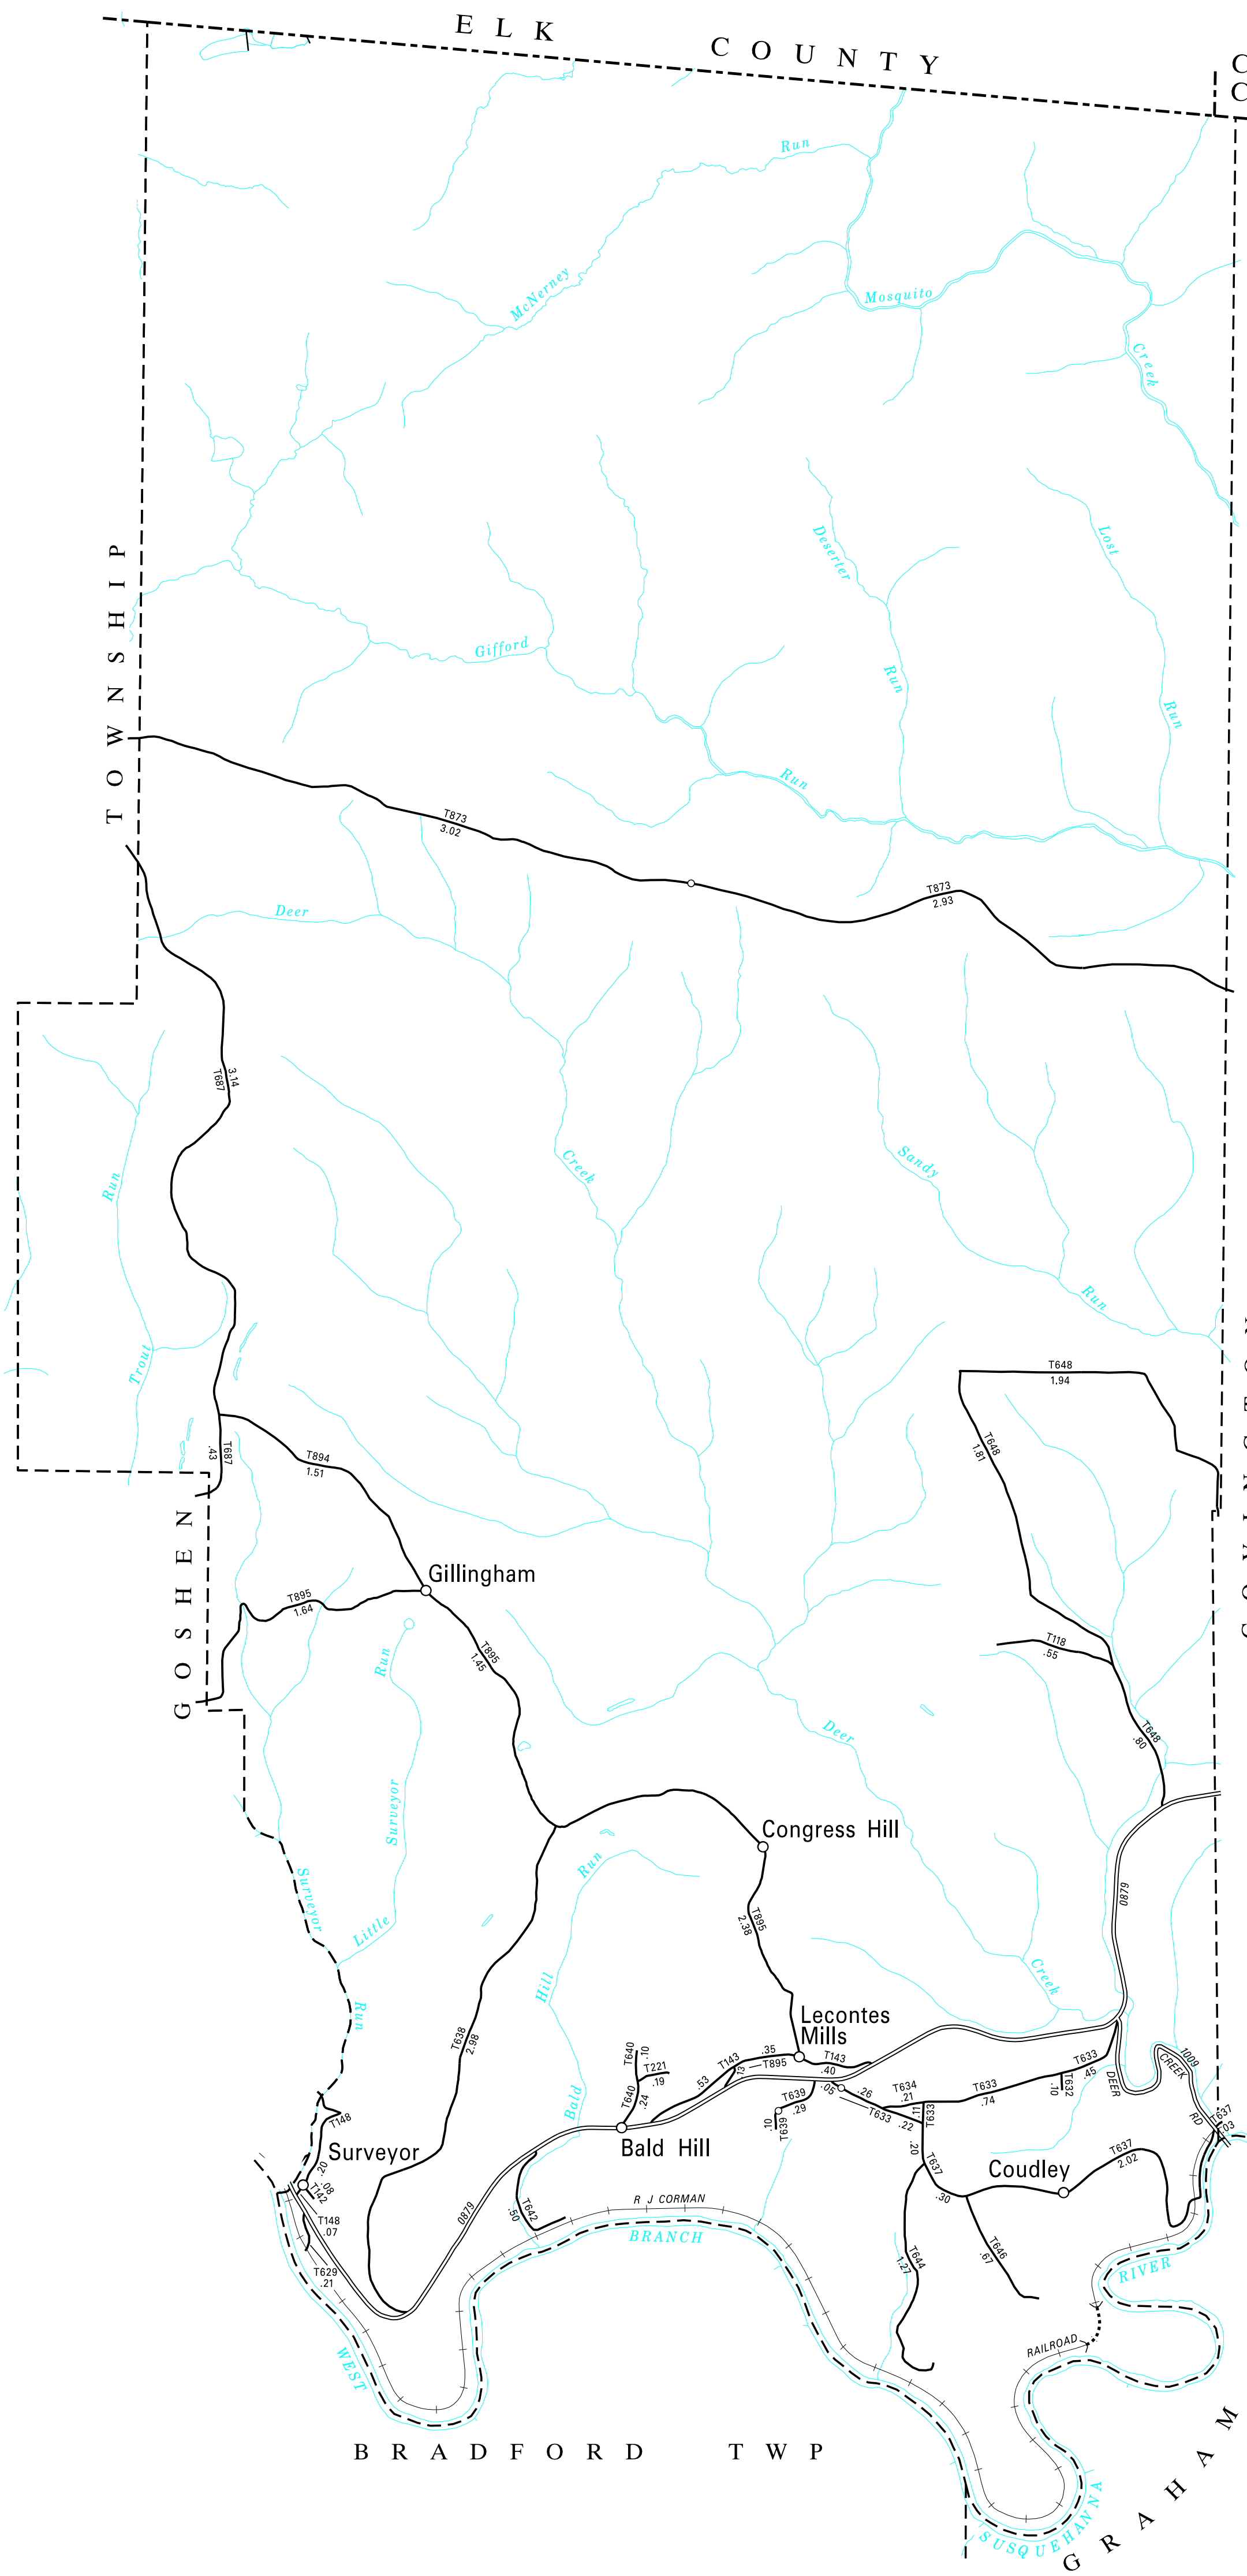 ELK COUNTY
C
C
Run
McNerney
Mosquito
Creek
TOWNSHIP
Deserter
Lost
Gifford
Run
Run
Run
T873
3.02
T873
2.93
Deer
T687
3.14
Run
Creek
Sandy
Run
Trout
T648
1.94
T648
1.81
T687
.43
T894
1.51
GOSHEN
Gillingham
T895
1.64
T895
1.45
Run
T118
.55
T648
.80
Deer
Surveyor
Congress Hill
Run
Surveyor
Little
0879
T895
2.38
Hill
Creek
Run
Lecontes
Mills
T638
2.98
T640
.10
T143
.35
T895
T143
.40
T221
.19
.53
.13
T633
.45
1009
CREEK
DEER
RD
T640
.24
T639
.29
.05
.26
T634
.21
T633
.74
T632
.10
Bald
T148
.10
T639
T633
.22
.11
T633
T637
.03
Surveyor
Bald Hill
.20
T637
Coudley
T637
2.02
.20
.08
T142
.30
R J CORMAN
T148
.07
0879
T642
.50
BRANCH
T629
.21
T644
1.27
T646
.67
RIVER
WEST
RAILROAD
BRADFORD TWP
SUSQUEHANNA
GRAHAM